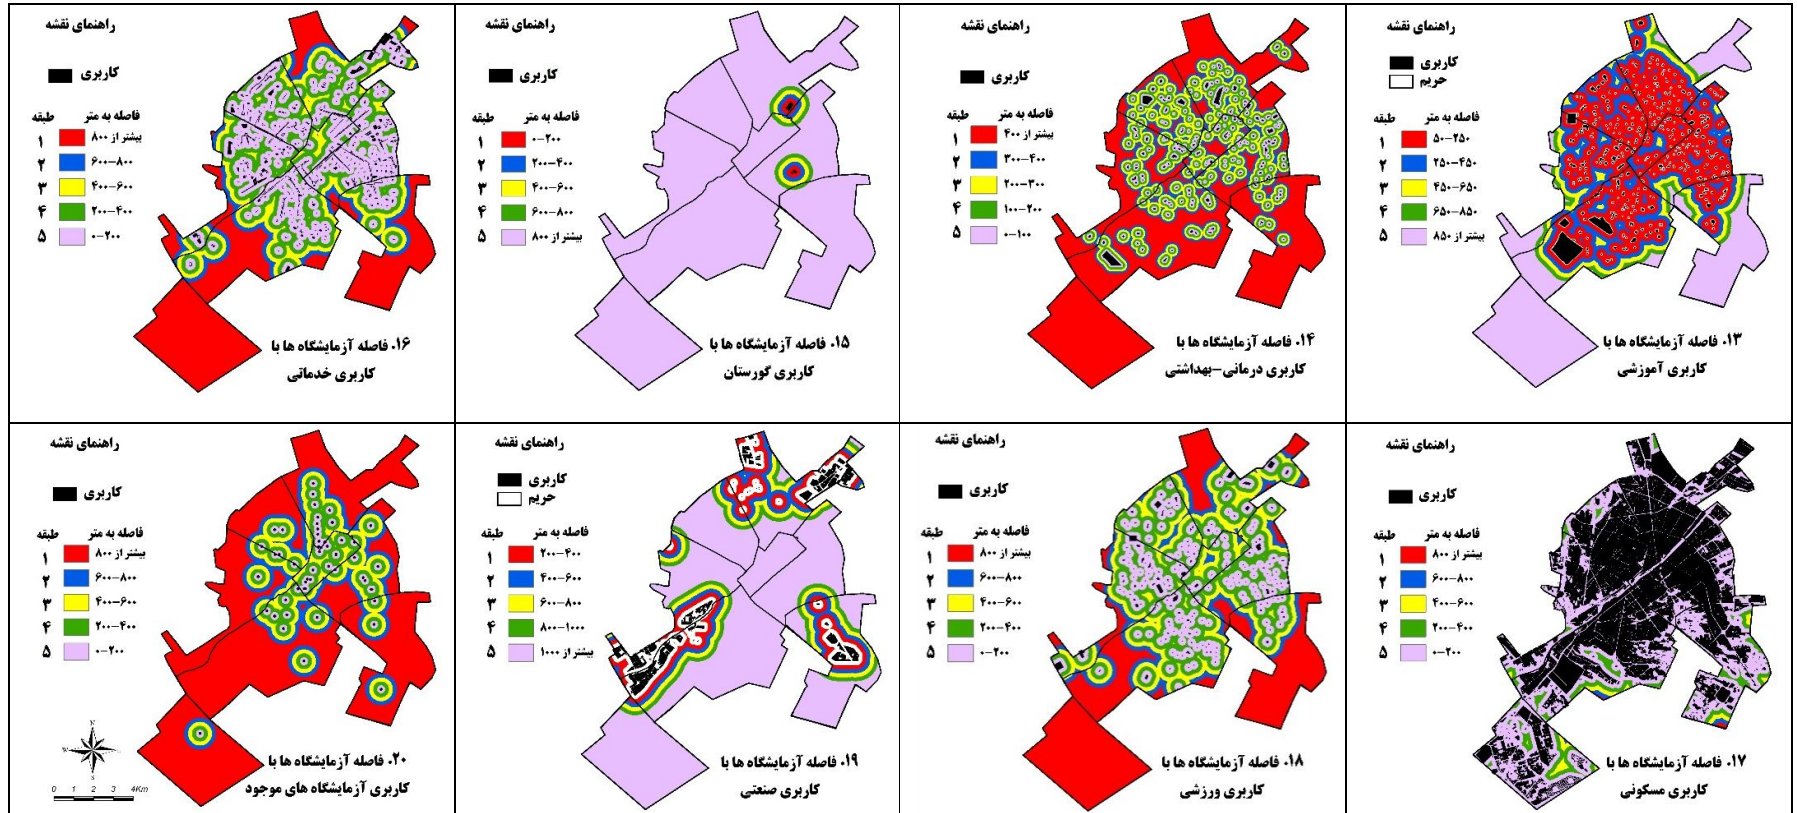 راهنمای نقشه
کاربری
حریم
طبقه فاصله به متر
۱ ۵۰-۲۵۰
۲ ۲۵۰-۴۵۰
۳ ۴۵۰-۶۵۰
۴ ۶۵۰-۸۵۰
۵ بیشتر از ۸۵۰
۱۳. فاصله آزمایشگاه ها با
کاربری آموزشی
راهنمای نقشه
کاربری
طبقه فاصله به متر
۱ بیشتر از ۴۰۰
۲ ۳۰۰-۴۰۰
۳ ۲۰۰-۳۰۰
۴ ۱۰۰-۲۰۰
۵ ۰-۱۰۰
۱۴. فاصله آزمایشگاه ها با
کاربری درمانی-بهداشتی
راهنمای نقشه
کاربری
طبقه فاصله به متر
۱ ۰-۲۰۰
۲ ۲۰۰-۴۰۰
۳ ۴۰۰-۶۰۰
۴ ۶۰۰-۸۰۰
۵ بیشتر از ۸۰۰
۱۵. فاصله آزمایشگاه ها با
کاربری گورستان
راهنمای نقشه
کاربری
طبقه فاصله به متر
۱ بیشتر از ۸۰۰
۲ ۶۰۰-۸۰۰
۳ ۴۰۰-۶۰۰
۴ ۲۰۰-۴۰۰
۵ ۰-۲۰۰
۱۶. فاصله آزمایشگاه ها با
کاربری خدماتی
راهنمای نقشه
کاربری
طبقه فاصله به متر
۱ بیشتر از ۸۰۰
۲ ۶۰۰-۸۰۰
۳ ۴۰۰-۶۰۰
۴ ۲۰۰-۴۰۰
۵ ۰-۲۰۰
۱۷. فاصله آزمایشگاه ها با
کاربری مسکونی
راهنمای نقشه
کاربری
طبقه فاصله به متر
۱ بیشتر از ۸۰۰
۲ ۶۰۰-۸۰۰
۳ ۴۰۰-۶۰۰
۴ ۲۰۰-۴۰۰
۵ ۰-۲۰۰
۱۸. فاصله آزمایشگاه ها با
کاربری ورزشی
راهنمای نقشه
کاربری
حریم
طبقه فاصله به متر
۱ ۲۰۰-۴۰۰
۲ ۴۰۰-۶۰۰
۳ ۶۰۰-۸۰۰
۴ ۸۰۰-۱۰۰۰
۵ بیشتر از ۱۰۰۰
۱۹. فاصله آزمایشگاه ها با
کاربری صنعتی
راهنمای نقشه
کاربری
طبقه فاصله به متر
۱ بیشتر از ۸۰۰
۲ ۶۰۰-۸۰۰
۳ ۴۰۰-۶۰۰
۴ ۲۰۰-۴۰۰
۵ ۰-۲۰۰
N
W E
S
0 1 2 3 4Km
۲۰. فاصله آزمایشگاه ها با
کاربری آزمایشگاه های موجود